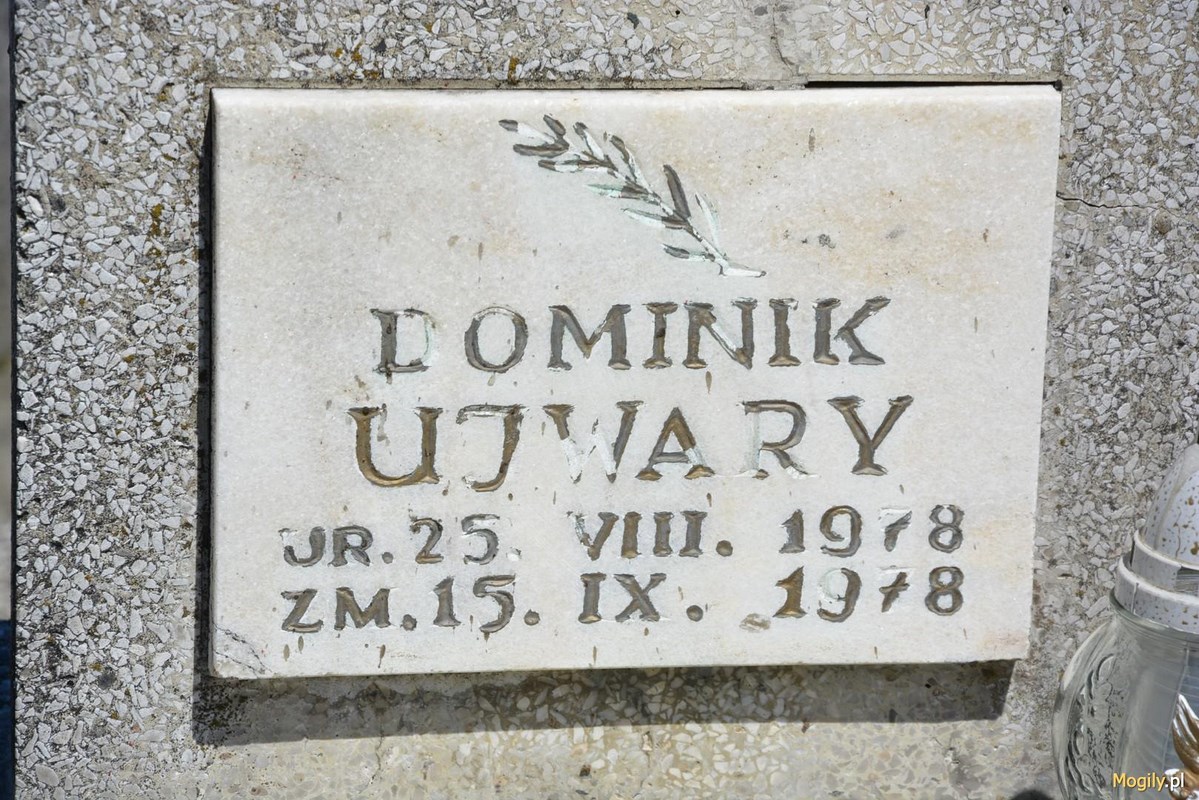 DOMINIK
UJWARY
UR. 25. VIII. 1978
ZM. 15. IX. 1978
Mogily.pl